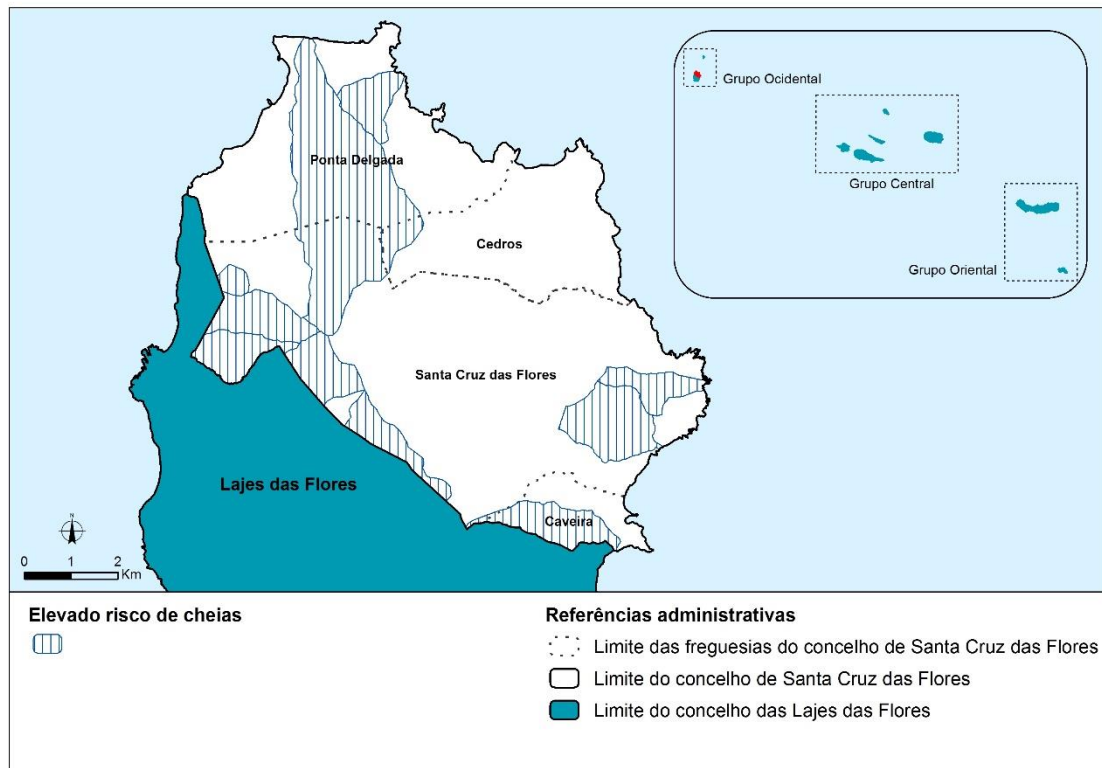 Grupo Ocidental
Grupo Central
Grupo Oriental
Ponta Delgada
Cedros
Santa Cruz das Flores
Lajes das Flores
Caveira
N
0 1 2
Km
Elevado risco de cheias
Referências administrativas
Limite das freguesias do concelho de Santa Cruz das Flores
Limite do concelho de Santa Cruz das Flores
Limite do concelho das Lajes das Flores